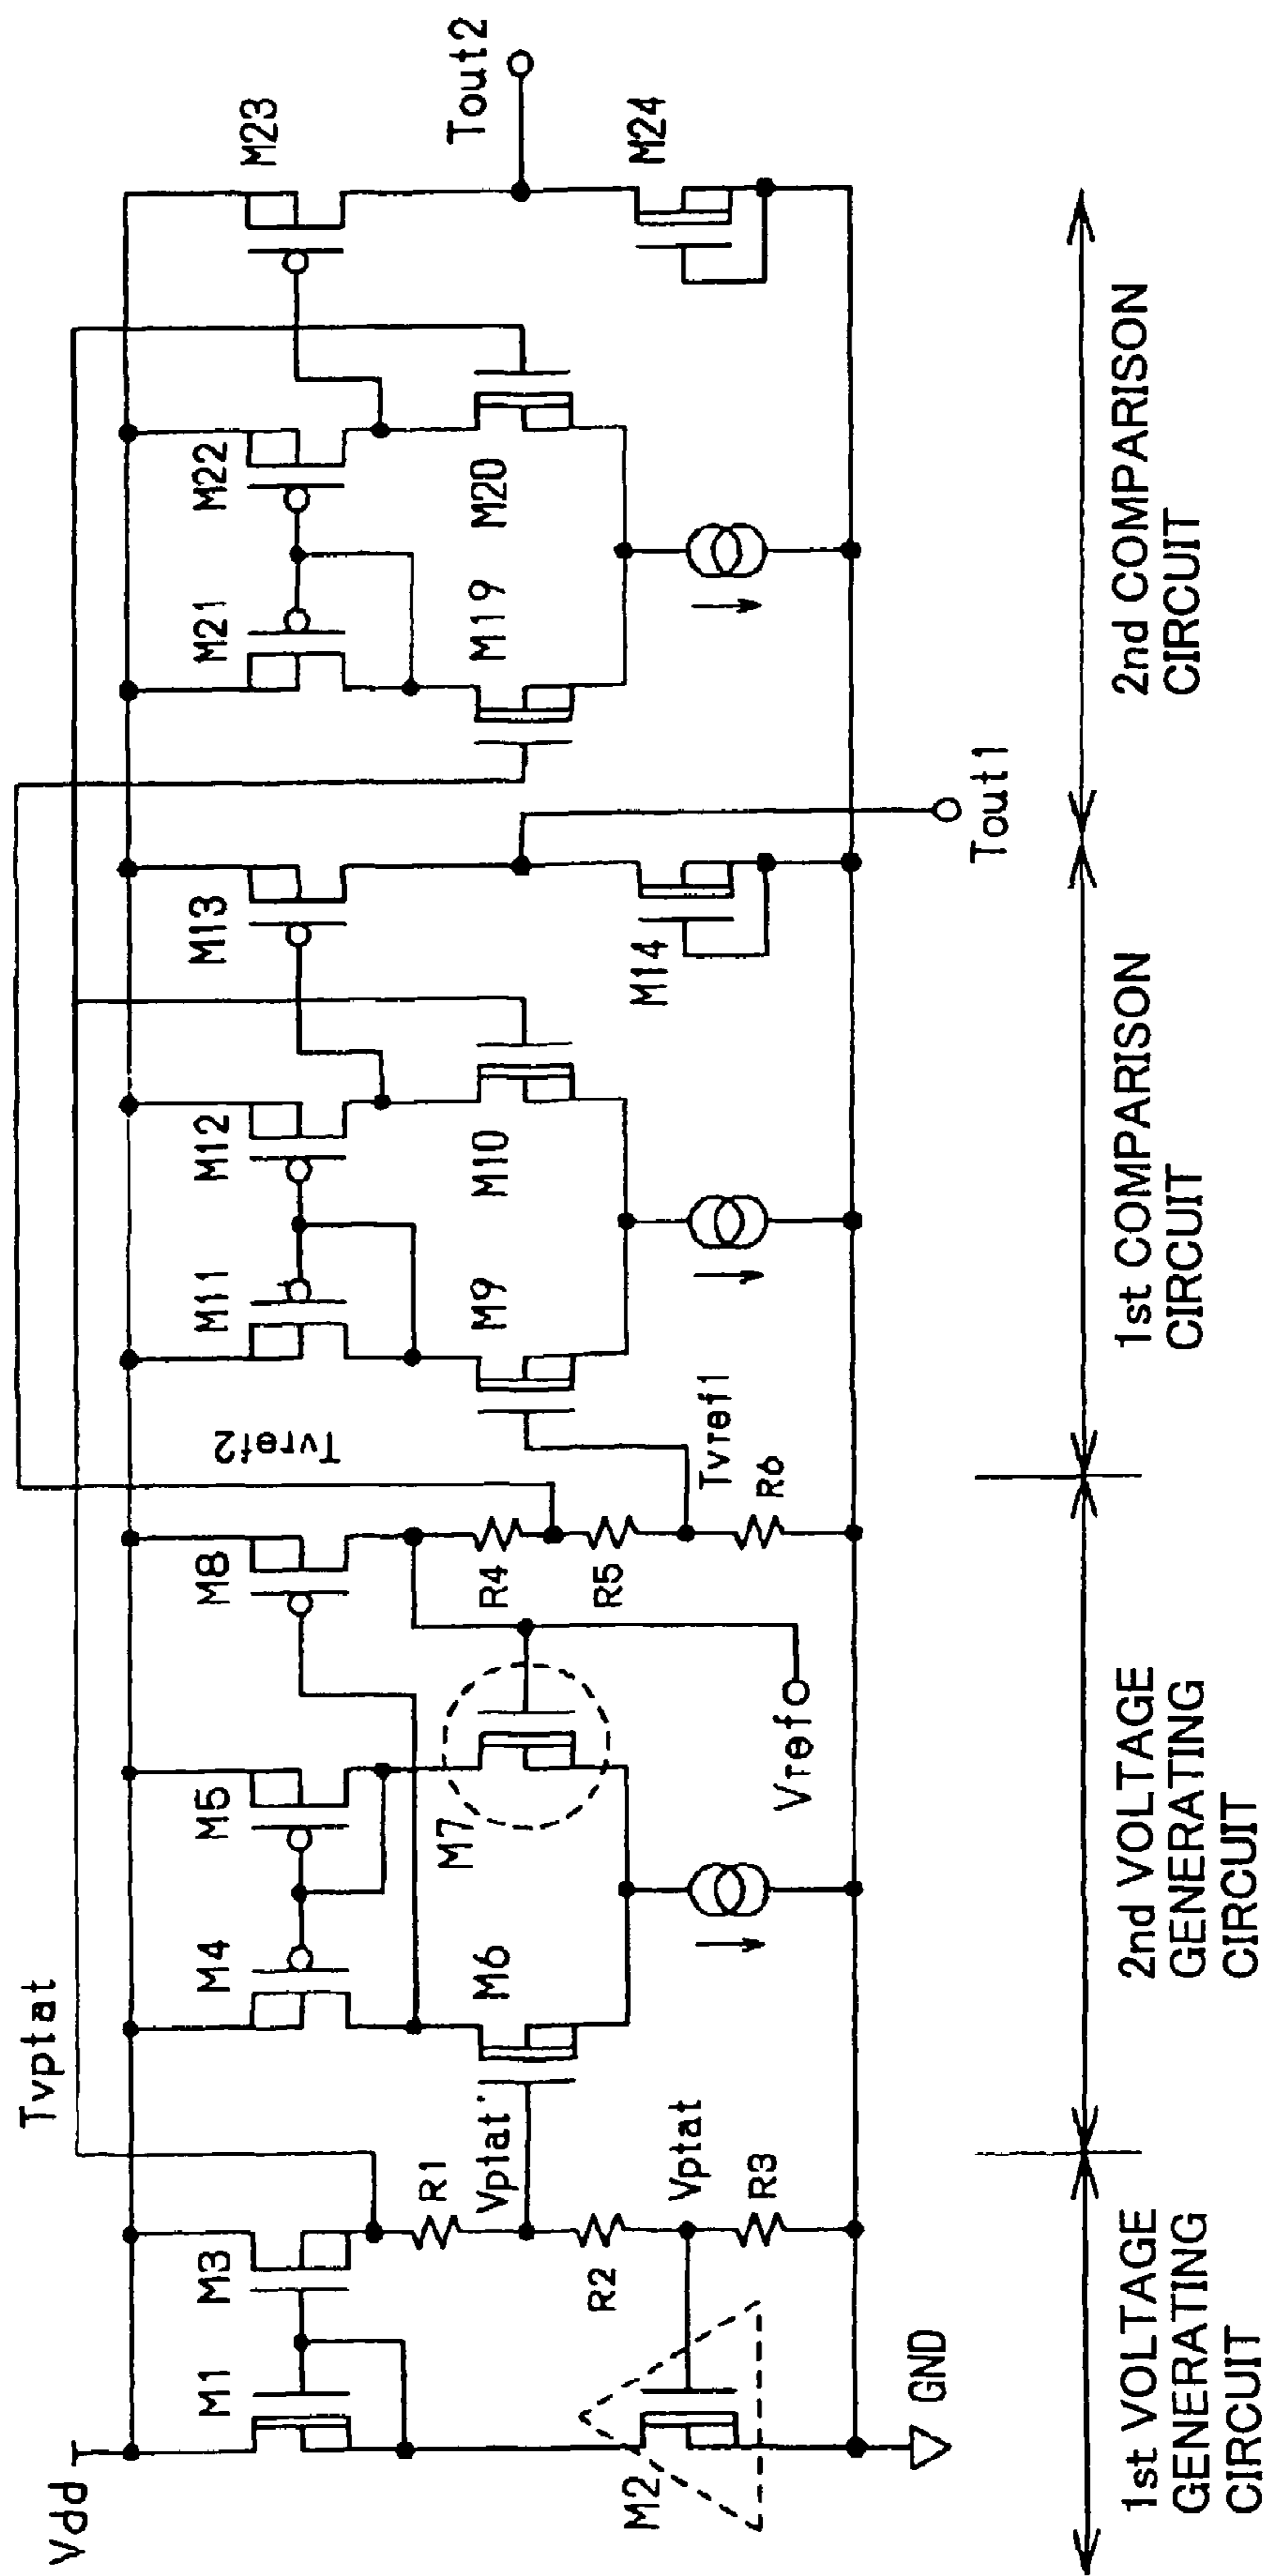 Vdd
Tvptat
Tvref2
M1
M3
M4
M5
M8
M11
M12
M13
M21
M22
M23
R1
Vptat'
R2
Vptat
R3
M2
GND
M6
M7
Vref
R4
R5
Tvref1
R6
M9
M10
M14
Tout1
M19
M20
Tout2
M24
1st VOLTAGE
GENERATING
CIRCUIT
2nd VOLTAGE
GENERATING
CIRCUIT
1st COMPARISON
CIRCUIT
2nd COMPARISON
CIRCUIT